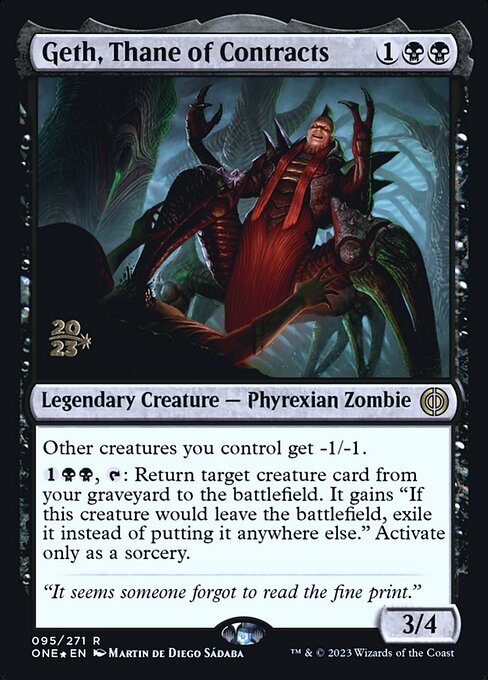 Geth, Thane of Contracts 1
20
23
Legendary Creature — Phyrexian Zombie
Other creatures you control get -1/-1.
1, : Return target creature card from
your graveyard to the battlefield. It gains “If
this creature would leave the battlefield, exile
it instead of putting it anywhere else.” Activate
only as a sorcery.
“It seems someone forgot to read the fine print.”
3/4
095/271 R
ONE★EN Martin de Diego Sádaba
™ & © 2023 Wizards of the Coast